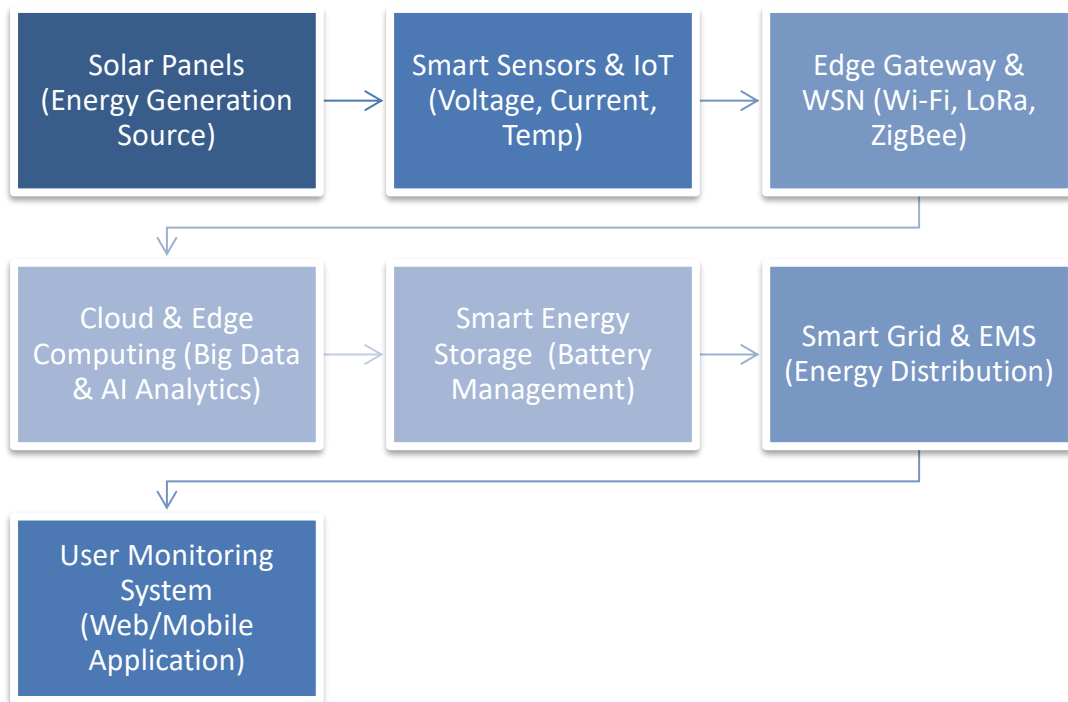 Solar Panels
(Energy Generation
Source)
Smart Sensors & IoT
(Voltage, Current,
Temp)
Edge Gateway &
WSN (Wi-Fi, LoRa,
ZigBee)
Cloud & Edge
Computing (Big Data
& AI Analytics)
Smart Energy
Storage  (Battery
Management)
Smart Grid & EMS
(Energy Distribution)
User Monitoring
System
(Web/Mobile
Application)